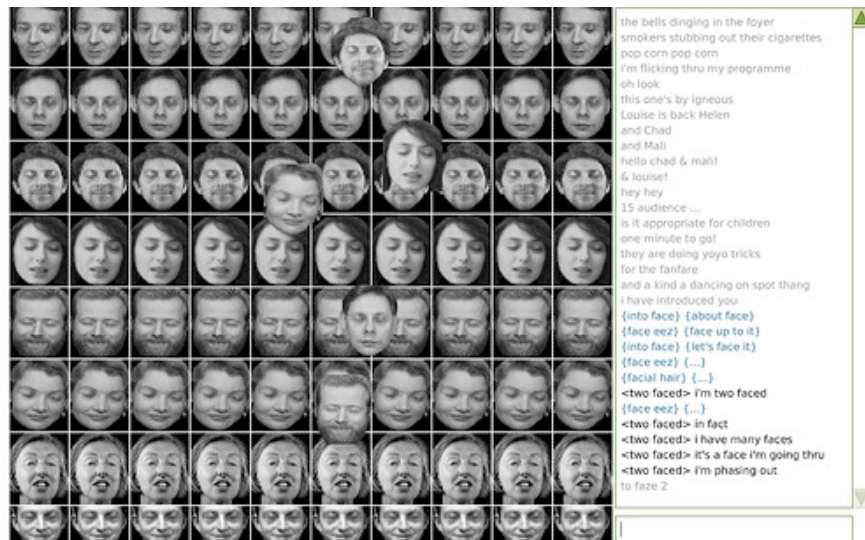 the bells dinging in the foyer
smokers stubbing out their cigarettes
pop corn pop corn
i'm flicking thru my programme
oh look
this one's by igneous
Louise is back Helen
and Chad
and Mali
hello chad & mali!
& louise!
hey hey
15 audience ...
is it appropriate for children
one minute to go!
they are doing yoyo tricks
for the fanfare
and a kind a dancing on spot thang
i have introduced you
{into face} {about face}
{face eez} {face up to it}
{into face} {let's face it}
{face eez} {...}
{facial hair} {...}
<two faced> i'm two faced
{face eez} {...}
<two faced> in fact
<two faced> i have many faces
<two faced> it's a face i'm going thru
<two faced> i'm phasing out
to faze 2